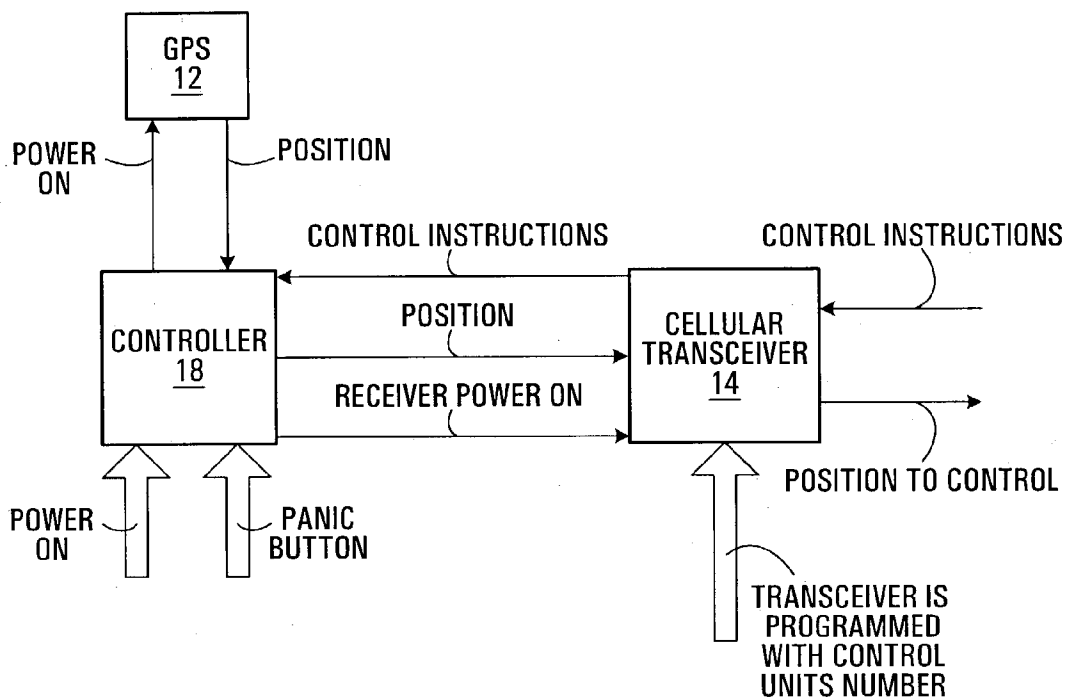 GPS
12
POWER
ON
POSITION
CONTROL INSTRUCTIONS
CONTROL INSTRUCTIONS
CONTROLLER
18
POSITION
CELLULAR
TRANSCEIVER
14
RECEIVER POWER ON
POSITION TO CONTROL
POWER
ON
PANIC
BUTTON
TRANSCEIVER IS
PROGRAMMED
WITH CONTROL
UNITS NUMBER